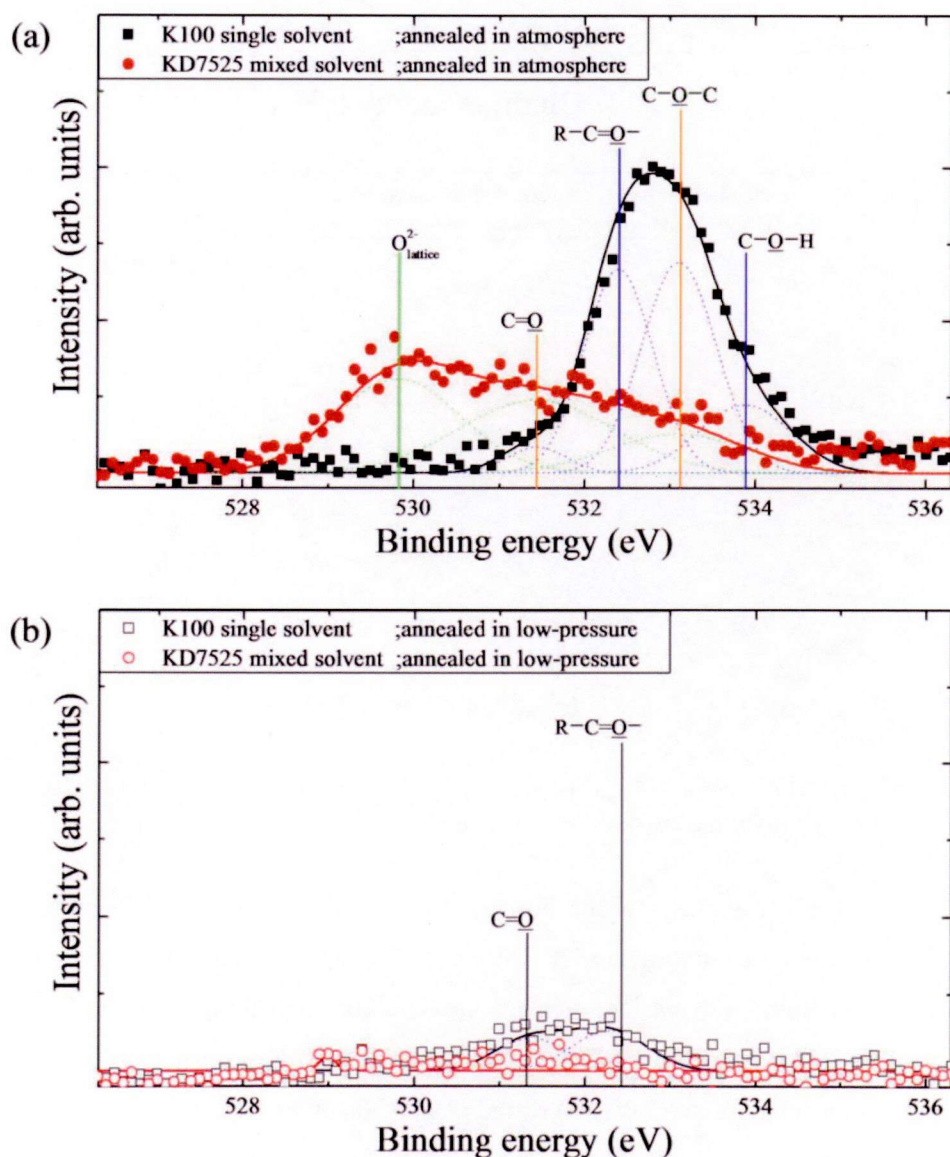 (a)
K100 single solvent ;annealed in atmosphere
KD7525 mixed solvent ;annealed in atmosphere
C-O-C
R-C=O-
O²⁻lattice
C-O-H
C=O
Intensity (arb. units)
528 530 532 534 536
Binding energy (eV)
(b)
K100 single solvent ;annealed in low-pressure
KD7525 mixed solvent ;annealed in low-pressure
R-C=O-
C=O
Intensity (arb. units)
528 530 532 534 536
Binding energy (eV)